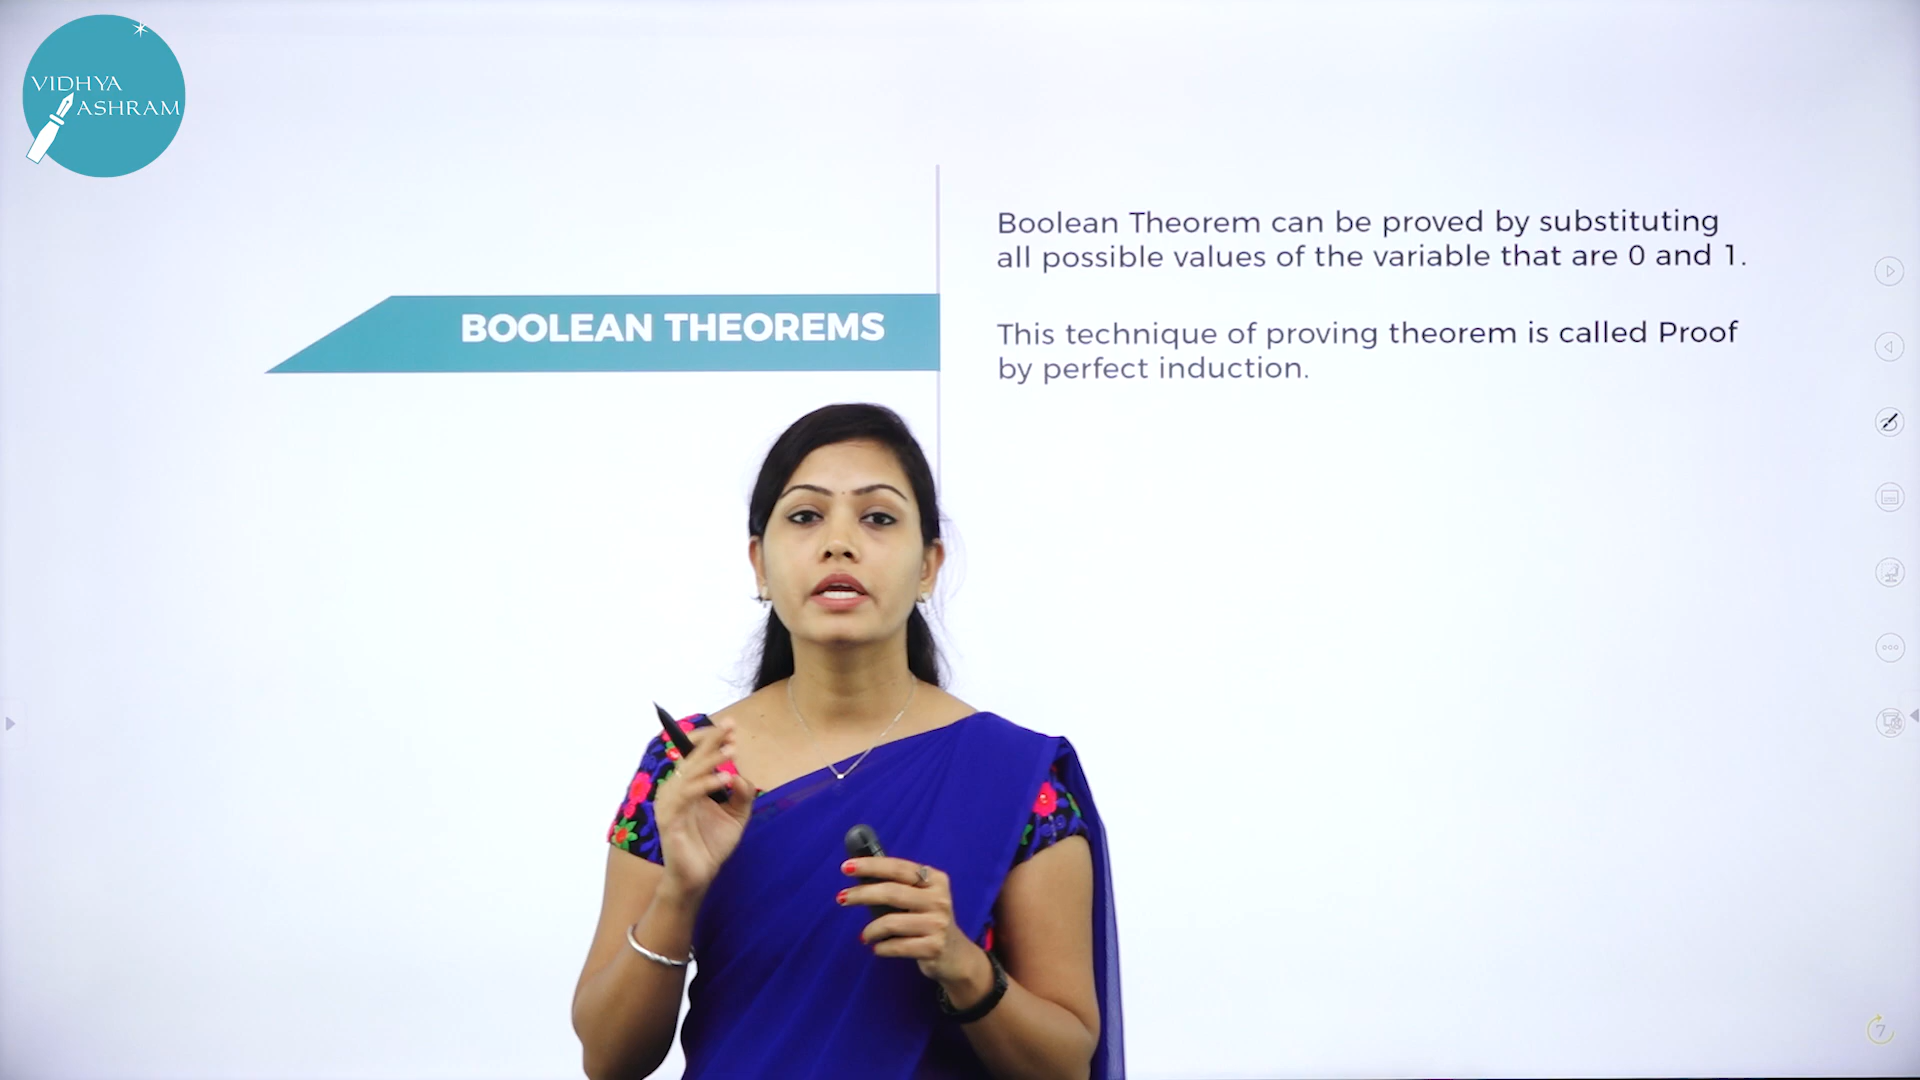 VIDHYA
ASHRAM
BOOLEAN THEOREMS
Boolean Theorem can be proved by substituting
all possible values of the variable that are 0 and 1.
This technique of proving theorem is called Proof
by perfect induction.
7